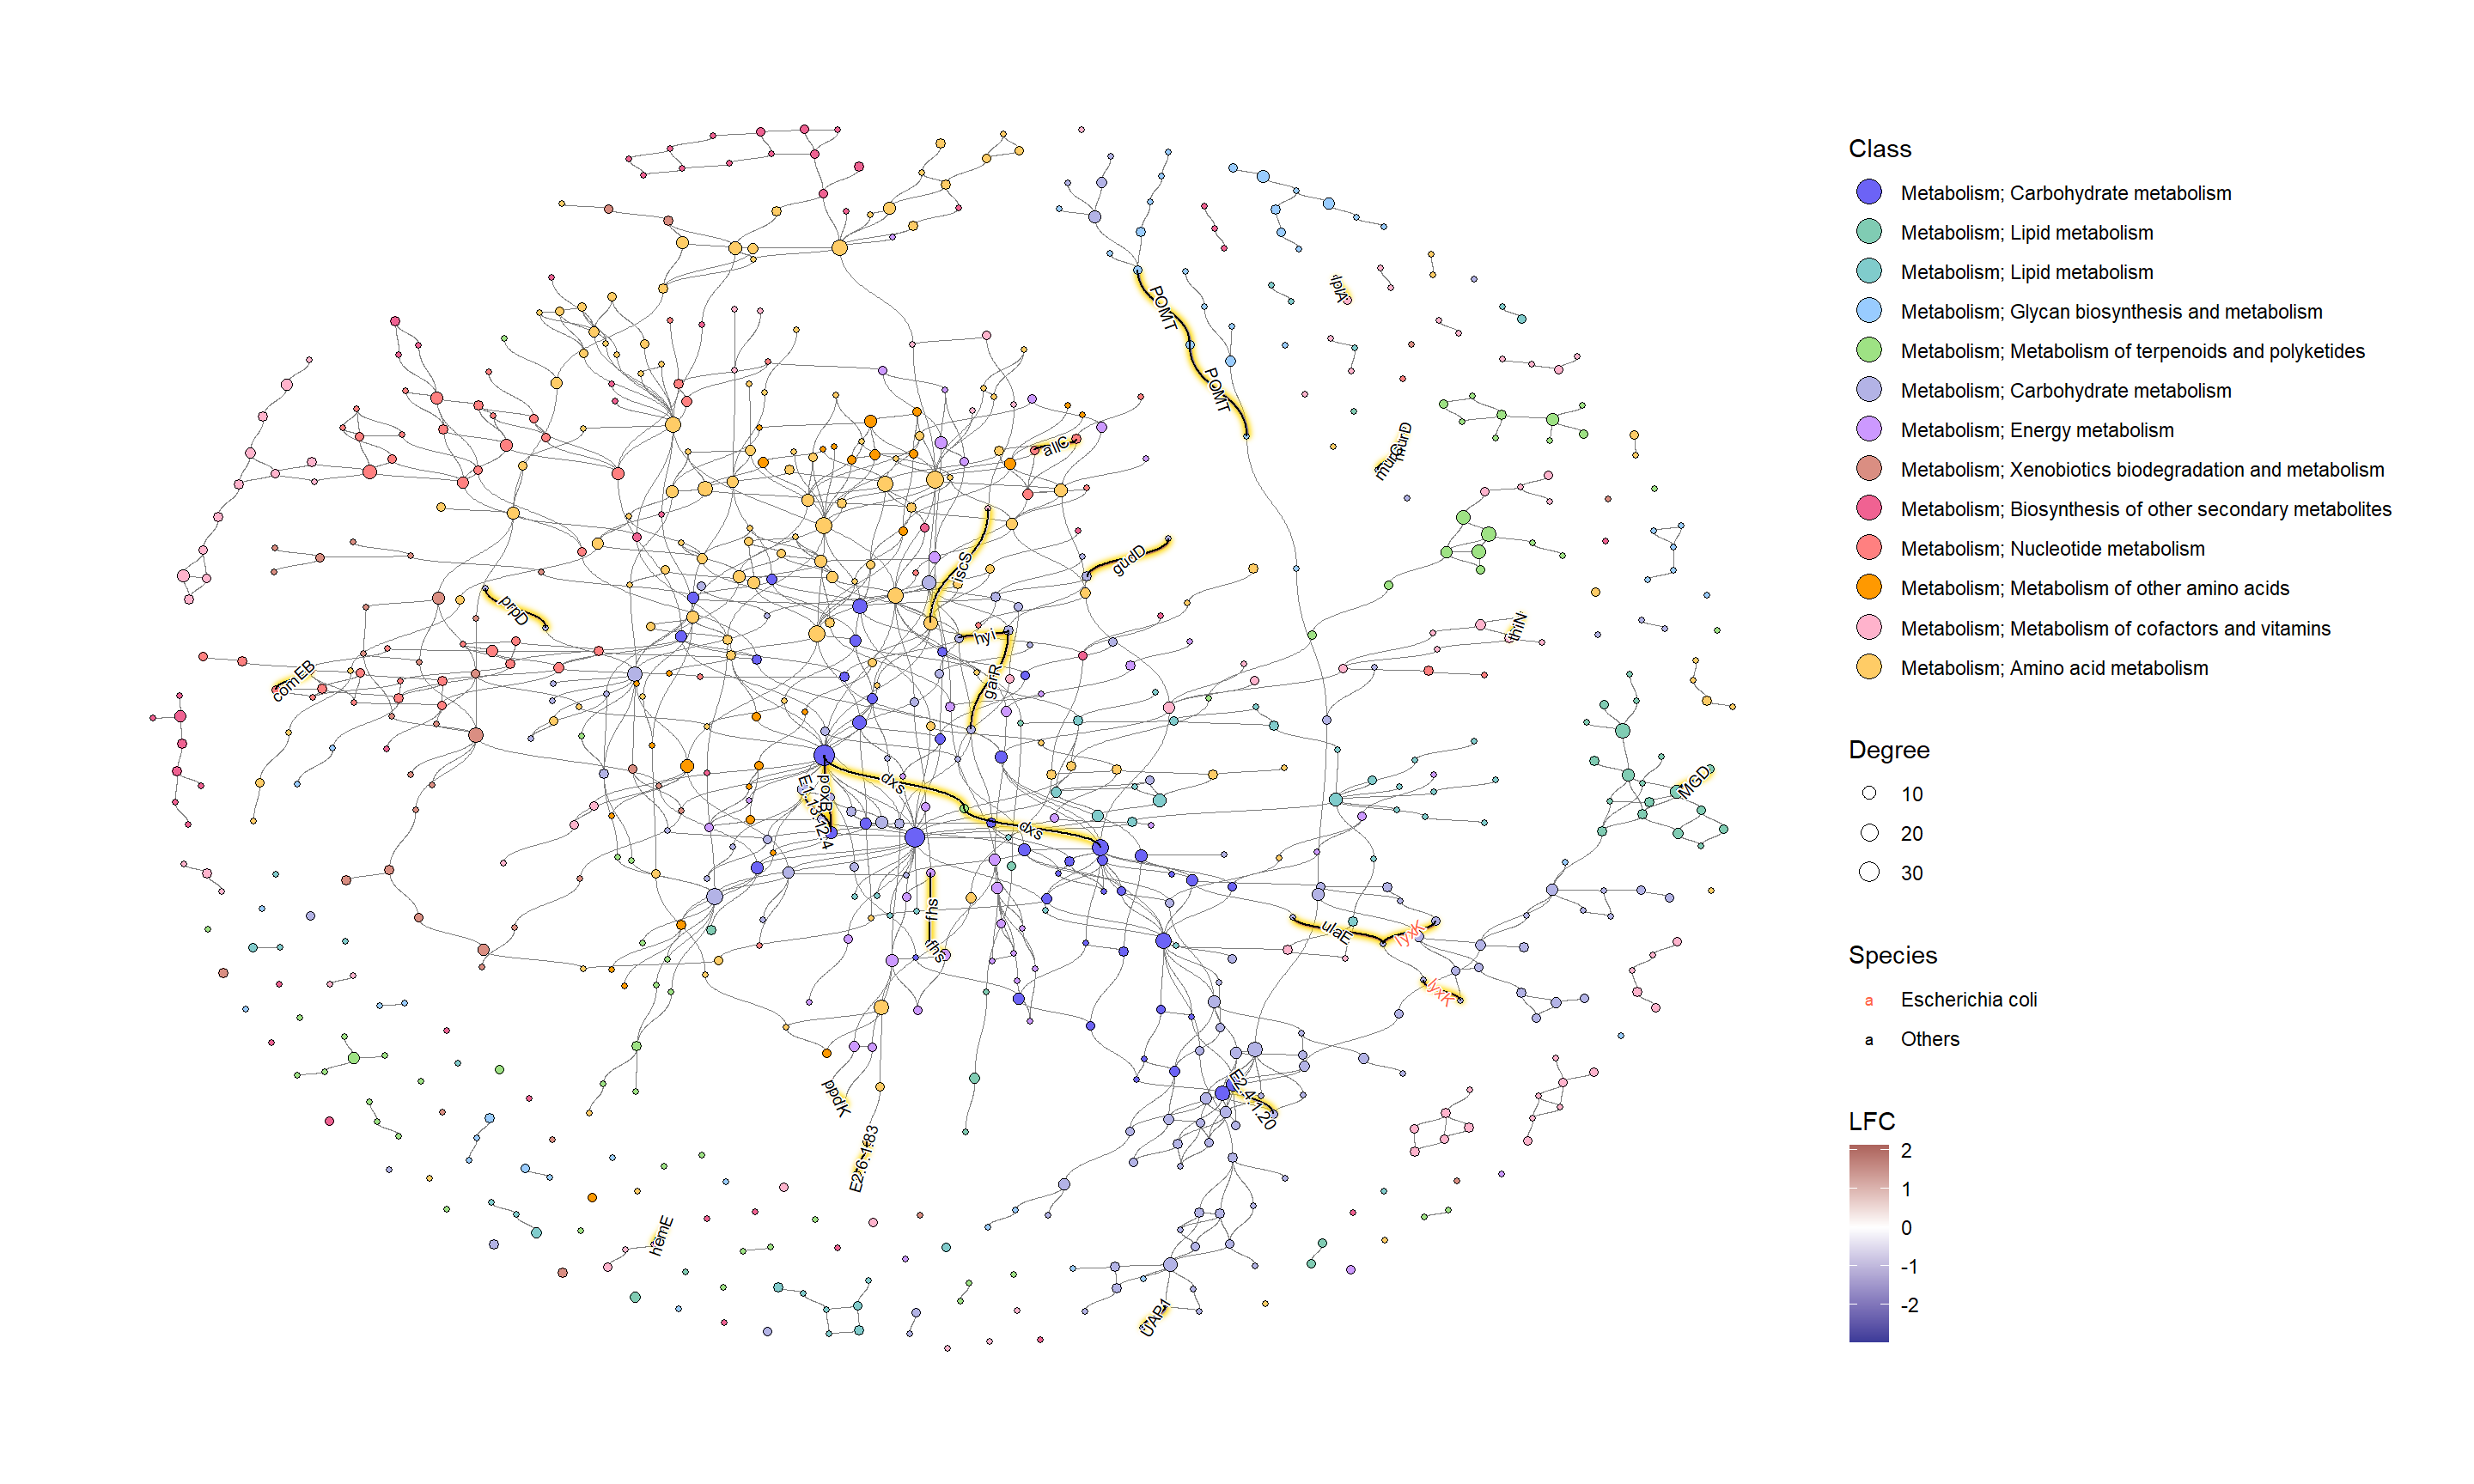 Class
Metabolism; Carbohydrate metabolism
Metabolism; Lipid metabolism
Metabolism; Lipid metabolism
Metabolism; Glycan biosynthesis and metabolism
Metabolism; Metabolism of terpenoids and polyketides
Metabolism; Carbohydrate metabolism
Metabolism; Energy metabolism
Metabolism; Xenobiotics biodegradation and metabolism
Metabolism; Biosynthesis of other secondary metabolites
Metabolism; Nucleotide metabolism
Metabolism; Metabolism of other amino acids
Metabolism; Metabolism of cofactors and vitamins
Metabolism; Amino acid metabolism
Degree
10
20
30
Species
a Escherichia coli
a Others
LFC
2
1
0
-1
-2
lplA
POMT
POMT
murC
murD
allC
iscS
gudD
prpD
thiN
hyi
comEB
garR
dxs
MGD
poxB
E1.13.12.4
dxs
fhs
fhs
ulaE
lyxK
lyxK
ppdK
E2.4.1.20
E2.6.1.83
hemE
UAP1